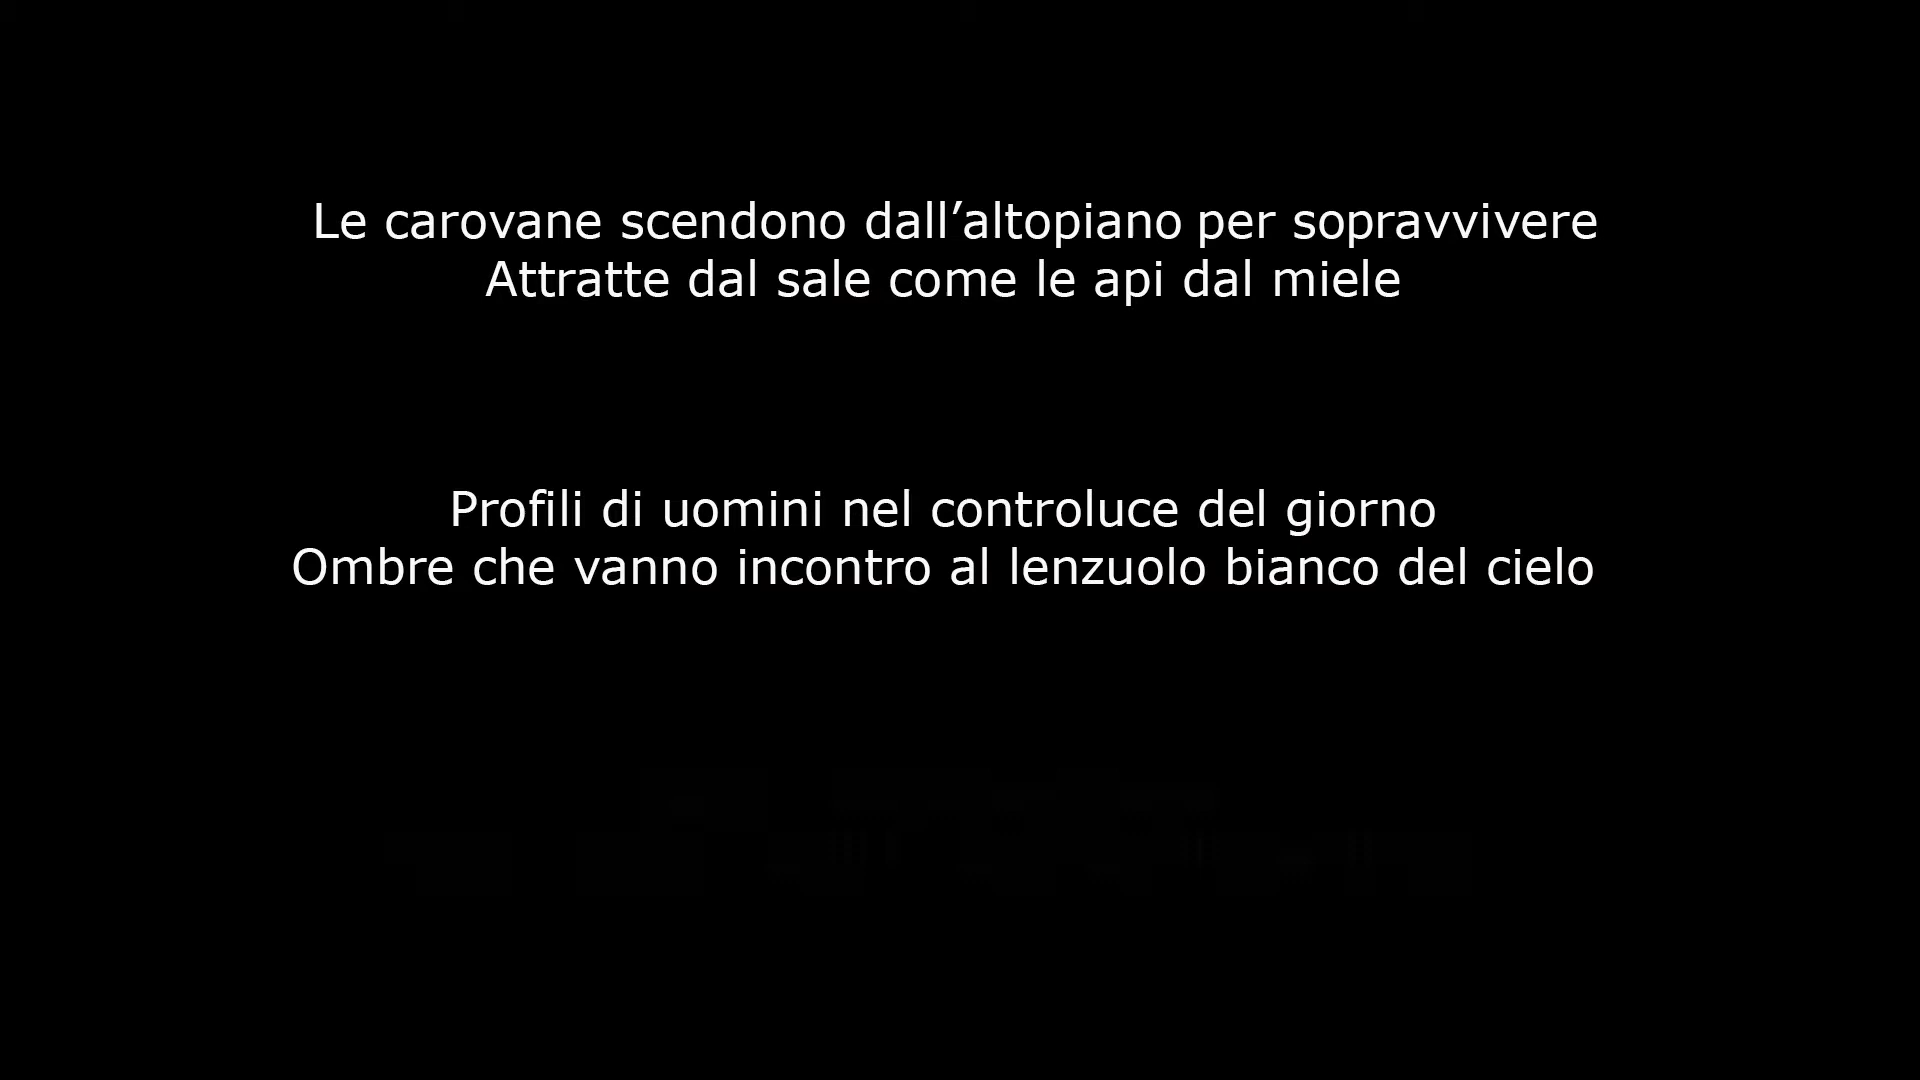 Le carovane scendono dall’altopiano per sopravvivere
Attratte dal sale come le api dal miele
Profili di uomini nel controluce del giorno
Ombre che vanno incontro al lenzuolo bianco del cielo